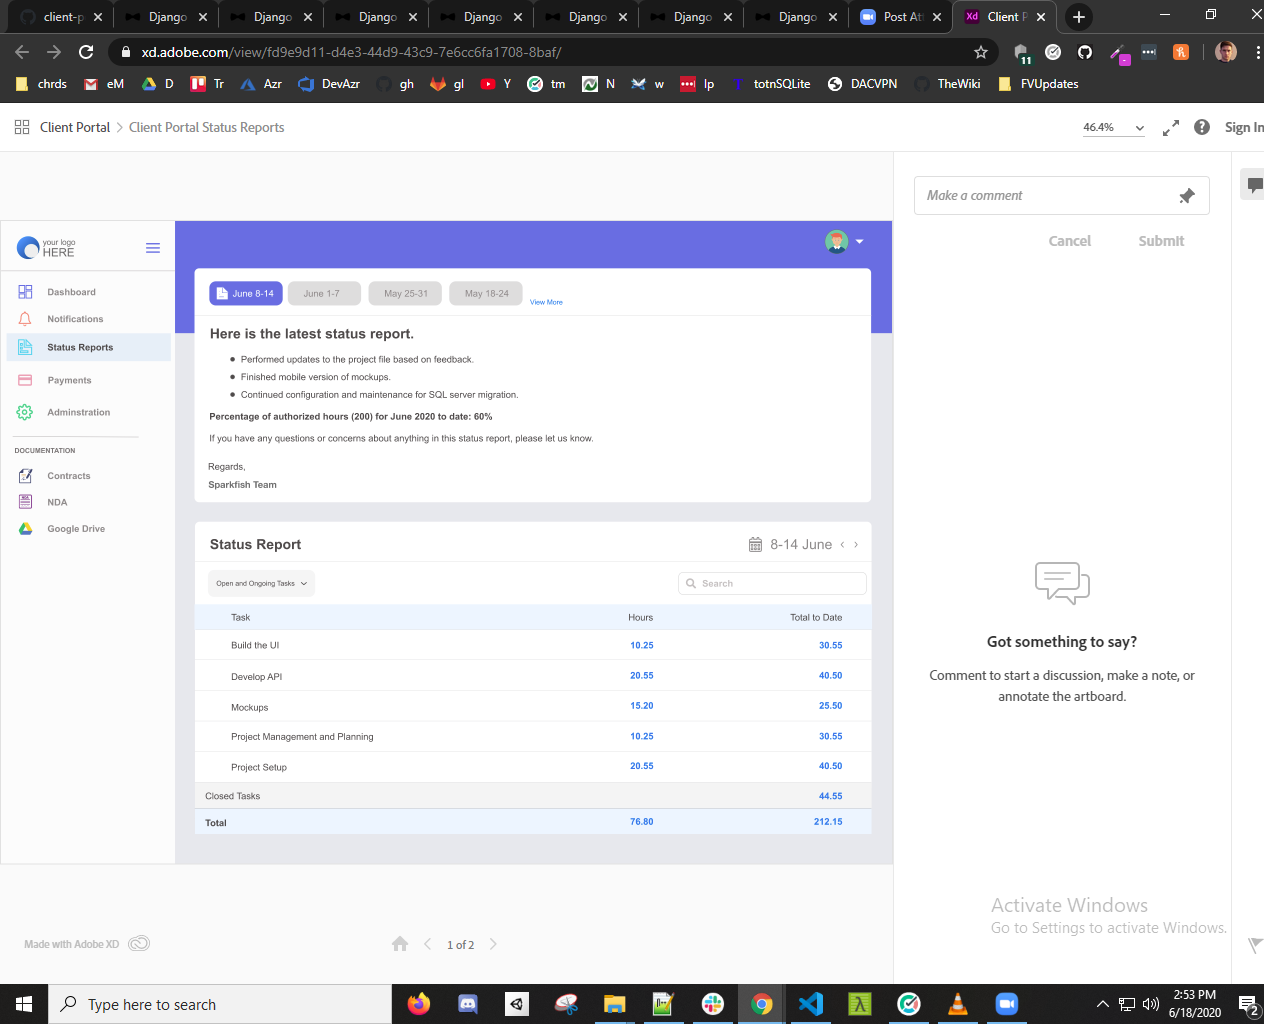 client-p
Django
Django
Django
Django
Django
Django
Django
Post Att
Xd Client P
xd.adobe.com/view/fd9e9d11-d4e3-44d9-43c9-7e6cc6fa1708-8baf/
11
chrds eM D Tr Azr DevAzr gh gl Y tm N w Ip totnSQLite DACVPN TheWiki FVUpdates
Client Portal > Client Portal Status Reports
46.4%
Sign In
your logo
HERE
Dashboard
Notifications
Status Reports
Payments
Adminstration
DOCUMENTATION
Contracts
NDA
Google Drive
June 8-14 June 1-7 May 25-31 May 18-24 View More
Here is the latest status report.
Performed updates to the project file based on feedback.
Finished mobile version of mockups.
Continued configuration and maintenance for SQL server migration.
Percentage of authorized hours (200) for June 2020 to date: 60%
If you have any questions or concerns about anything in this status report, please let us know.
Regards,
Sparkfish Team
Status Report
8-14 June
Open and Ongoing Tasks
Search
Task Hours Total to Date
Build the UI 10.25 30.55
Develop API 20.55 40.50
Mockups 15.20 25.50
Project Management and Planning 10.25 30.55
Project Setup 20.55 40.50
Closed Tasks 44.55
Total 76.80 212.15
Make a comment
Cancel Submit
Got something to say?
Comment to start a discussion, make a note, or
annotate the artboard.
Made with Adobe XD
1 of 2
Activate Windows
Go to Settings to activate Windows.
Type here to search
2:53 PM
6/18/2020
2